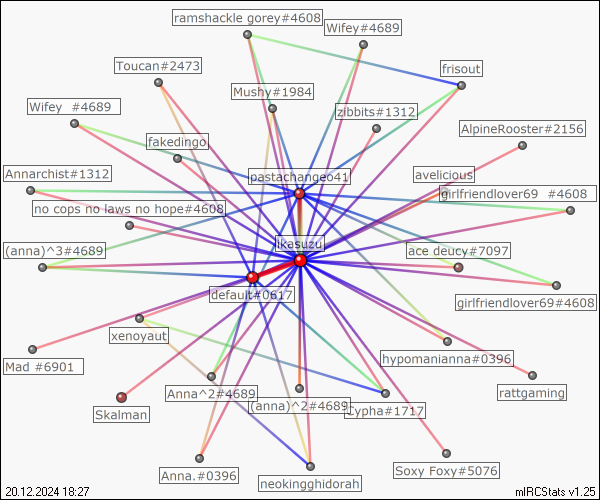 ramshackle gorey#4608
Wifey#4689
Toucan#2473
frisout
Mushy#1984
Wifey #4689
zibbits#1312
AlpineRooster#2156
fakedingo
Annarchist#1312
pastachange041
avelicious
girlfriendlover69 #4608
no cops no laws no hope#4608
(anna)^3#4689
ikasuzu
ace deucy#7097
default#0617
girlfriendlover69#4608
xenoyaut
Mad #6901
hypomanianna#0396
rattgaming
Anna^2#4689
(anna)^2#4689
Cypha#1717
Skalman
Anna.#0396
neokingghidorah
Soxy Foxy#5076
20.12.2024 18:27
mIRCStats v1.25